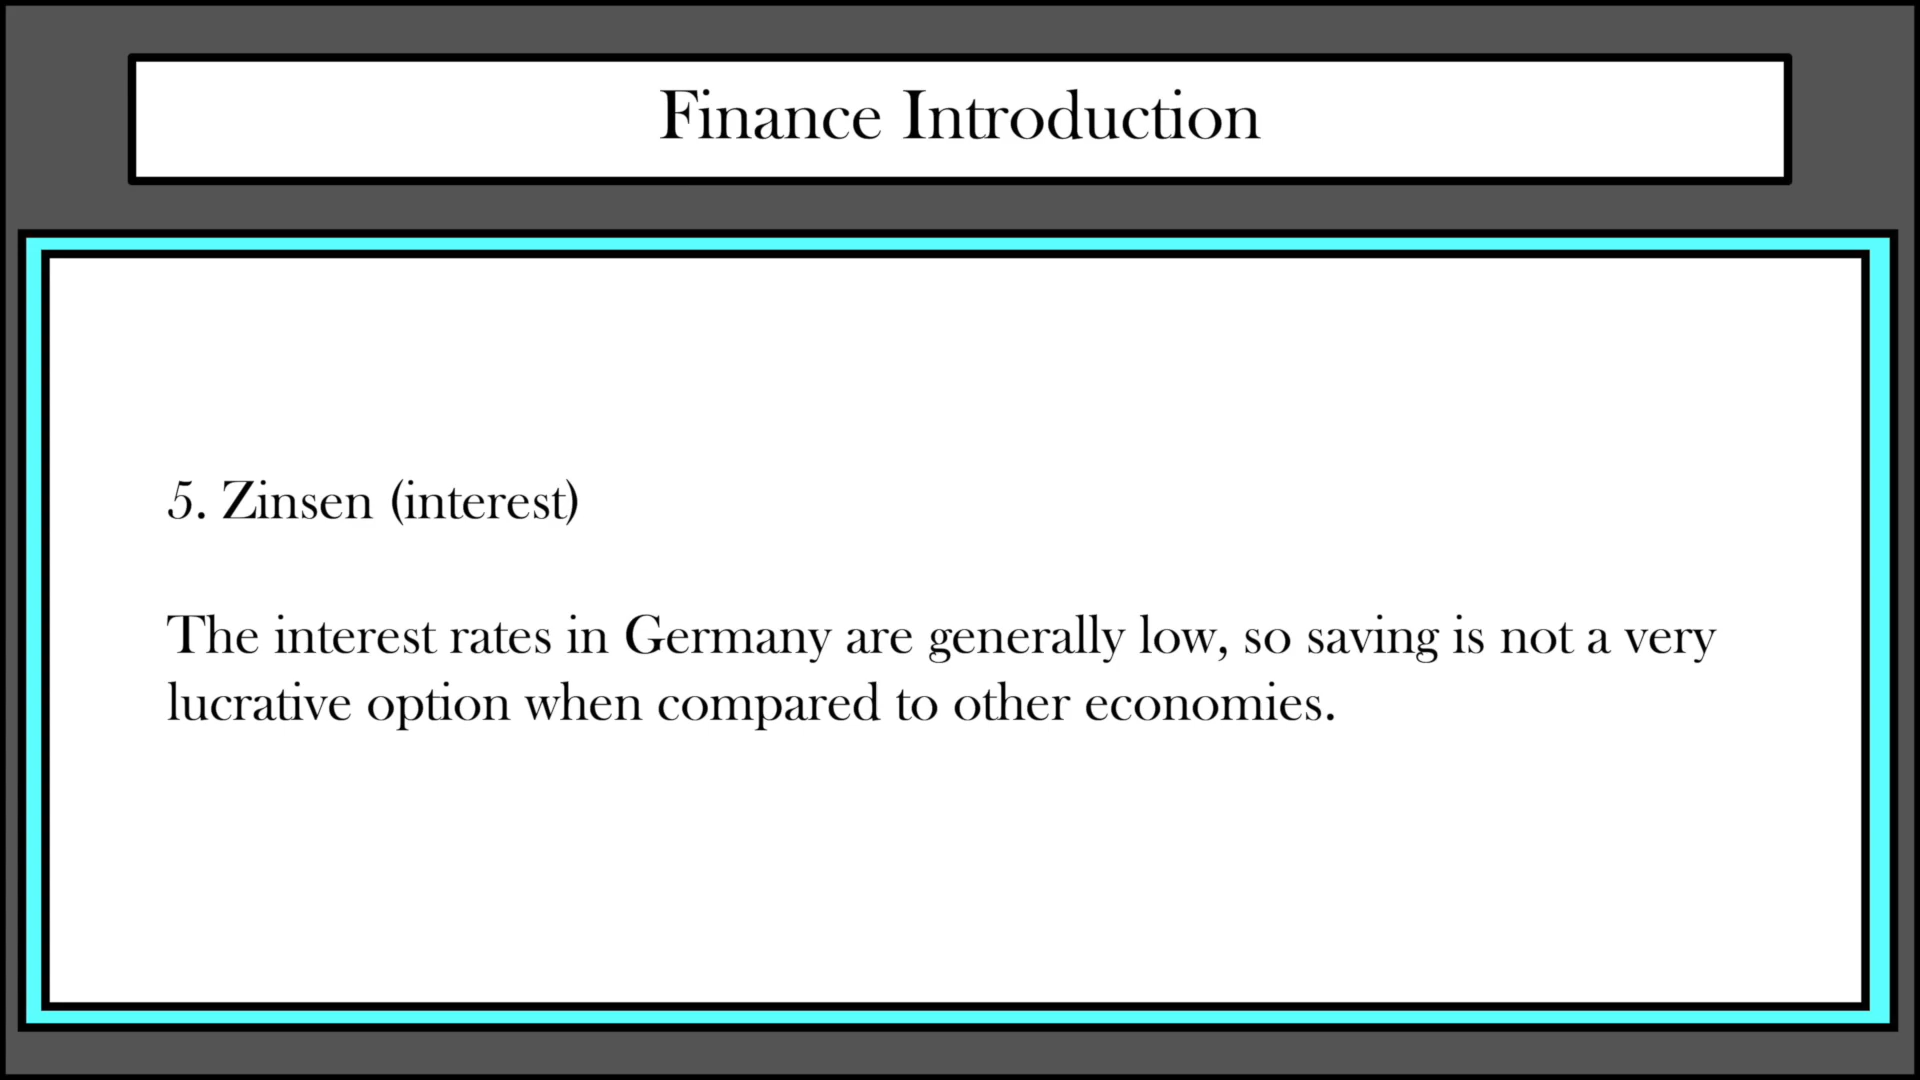 Finance Introduction
5. Zinsen (interest)
The interest rates in Germany are generally low, so saving is not a very
lucrative option when compared to other economies.